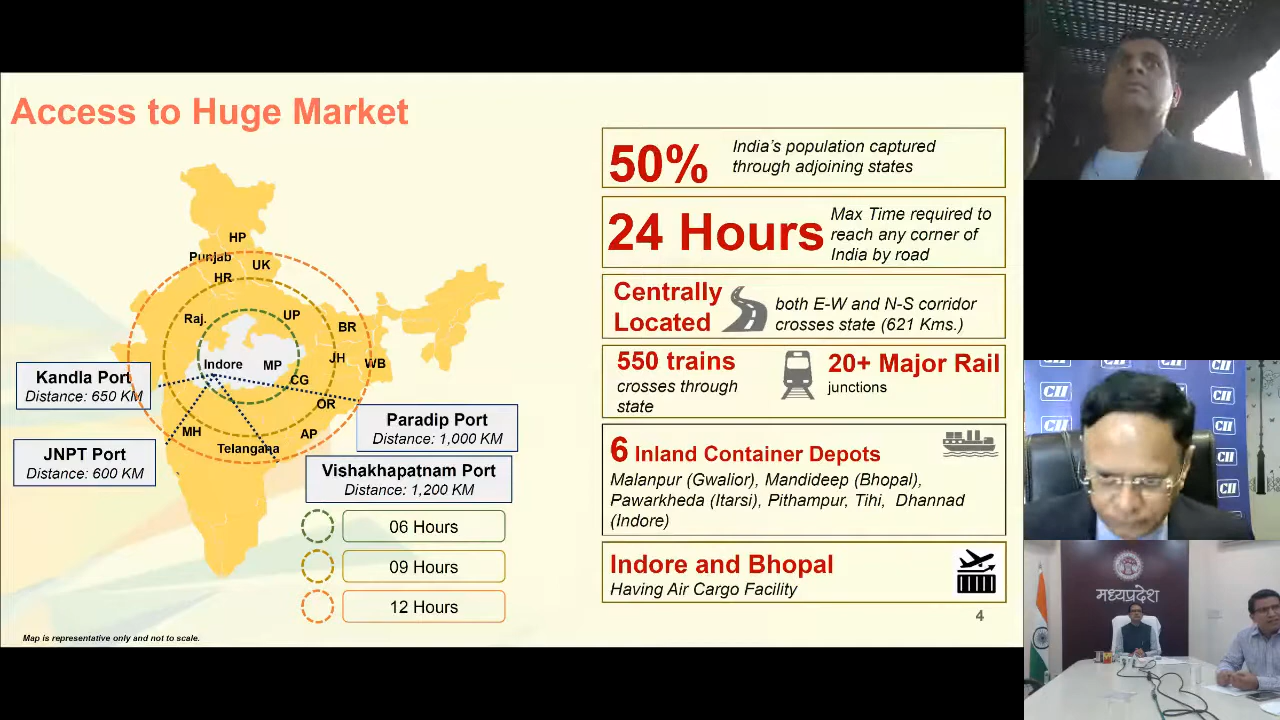 Access to Huge Market
HP
Punjab
UK
HR
Raj.
UP
BR
Indore
MP
JH
WB
CG
OR
MH
AP
Telangana
Kandla Port
Distance: 650 KM
JNPT Port
Distance: 600 KM
Paradip Port
Distance: 1,000 KM
Vishakhapatnam Port
Distance: 1,200 KM
06 Hours
09 Hours
12 Hours
Map is representative only and not to scale.
50%
India's population captured
through adjoining states
24 Hours
Max Time required to
reach any corner of
India by road
Centrally
Located
both E-W and N-S corridor
crosses state (621 Kms.)
550 trains
crosses through
state
20+ Major Rail
junctions
6 Inland Container Depots
Malanpur (Gwalior), Mandideep (Bhopal),
Pawarkheda (Itarsi), Pithampur, Tihi, Dhannad
(Indore)
Indore and Bhopal
Having Air Cargo Facility
4
CII
CII
CII
CII
CII
CII
मध्यप्रदेश